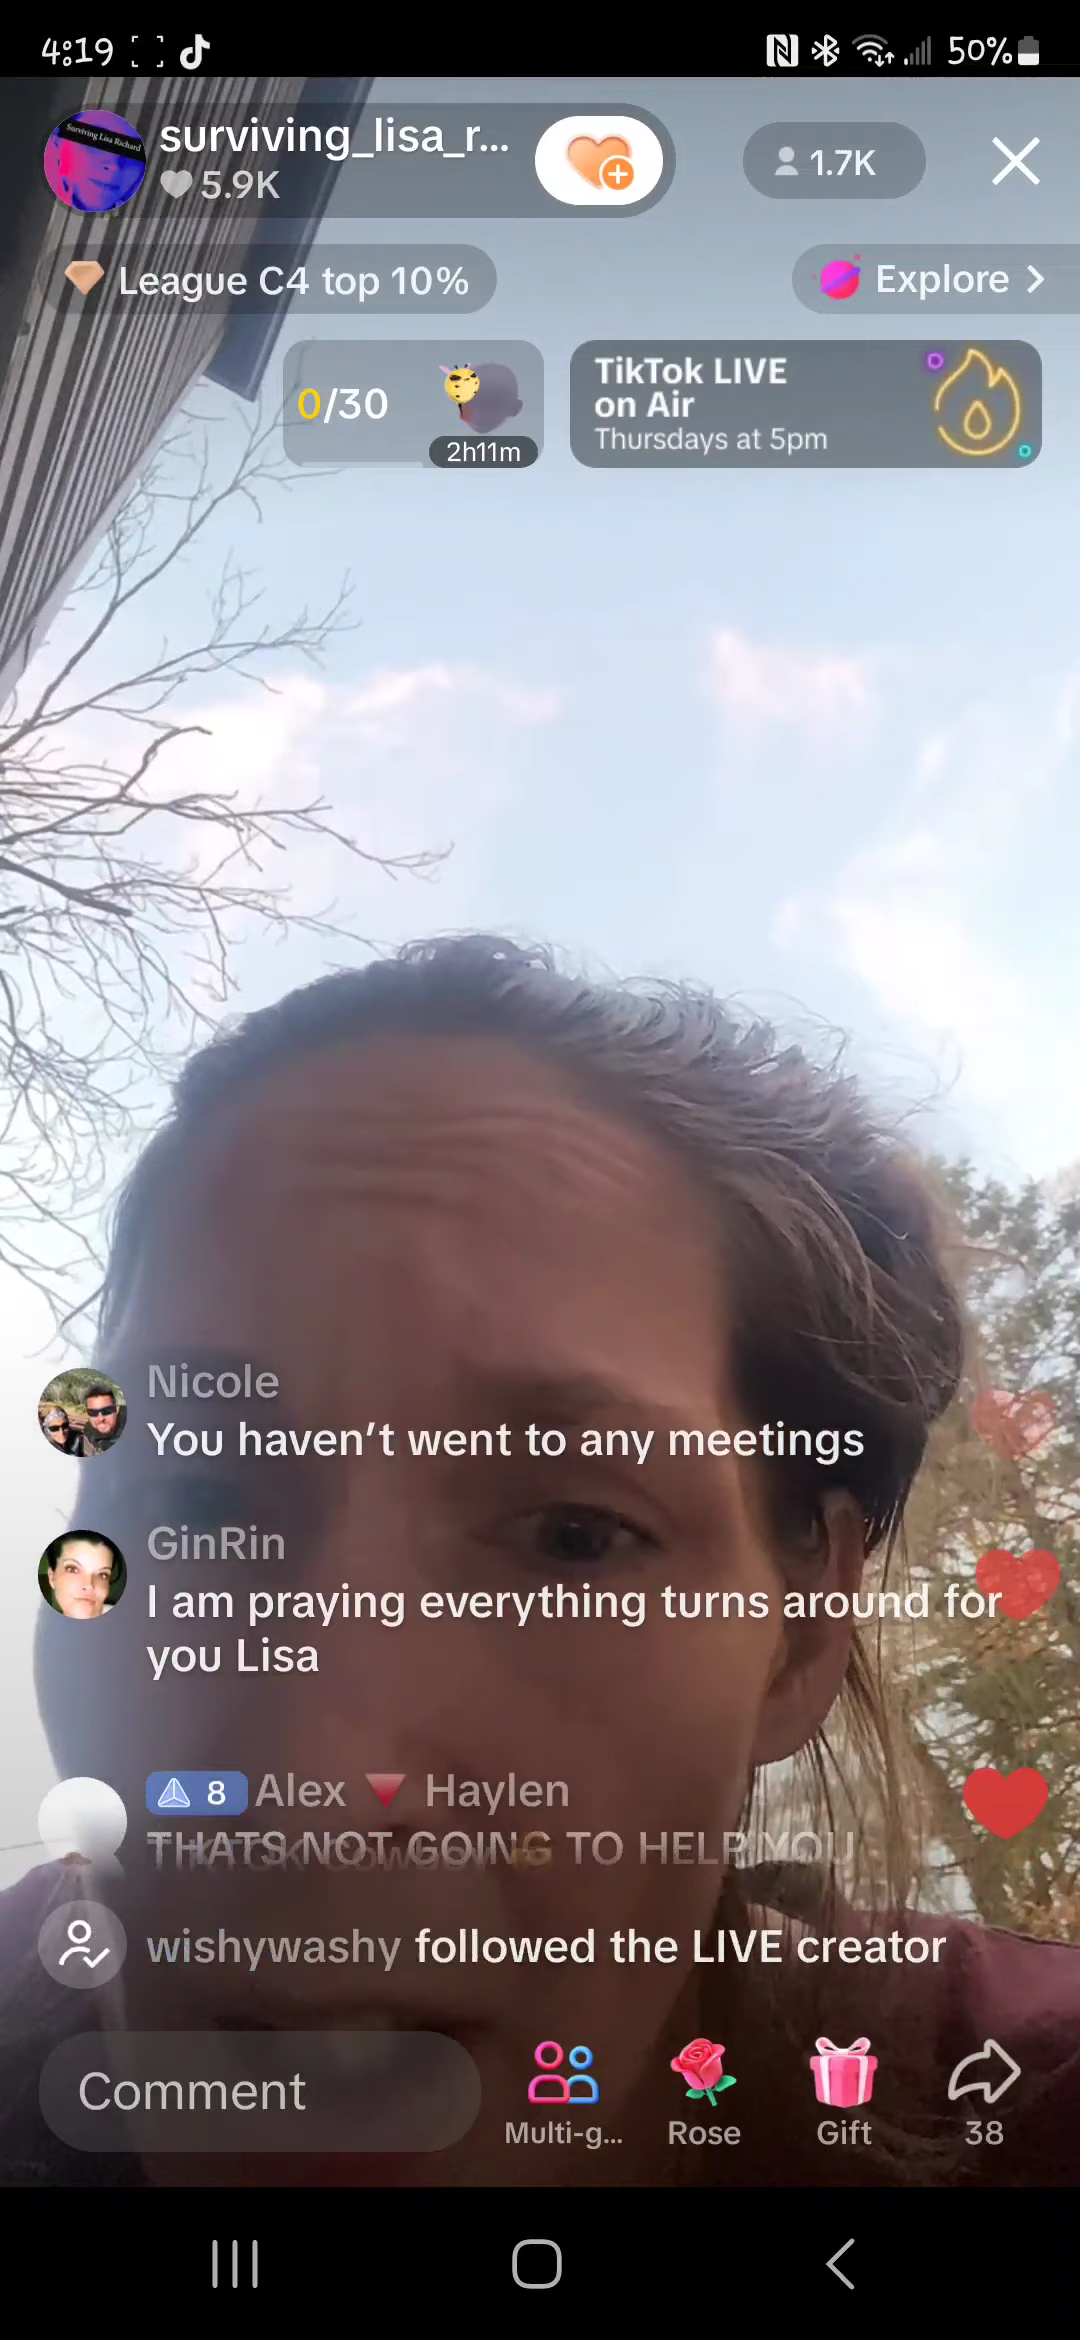 4:19
50%
Surviving Lisa Richard
surviving_lisa_r...
5.9K
1.7K
League C4 top 10%
Explore >
0/30
2h11m
TikTok LIVE
on Air
Thursdays at 5pm
Nicole
You haven't went to any meetings
GinRin
I am praying everything turns around for
you Lisa
8 Alex 🔻 Haylen
THATS NOT GOING TO HELP YOU
wishywashy followed the LIVE creator
Comment
Multi-g...
Rose
Gift
38